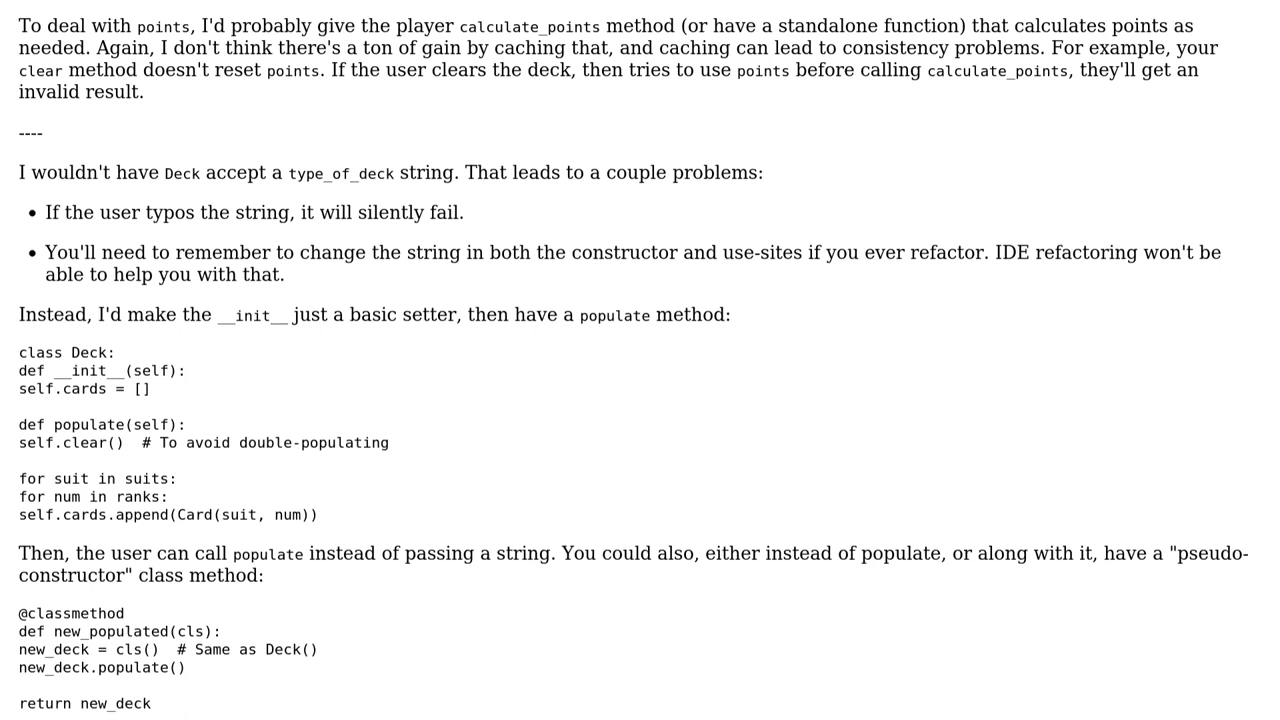 To deal with points, I'd probably give the player calculate_points method (or have a standalone function) that calculates points as
needed. Again, I don't think there's a ton of gain by caching that, and caching can lead to consistency problems. For example, your
clear method doesn't reset points. If the user clears the deck, then tries to use points before calling calculate_points, they'll get an
invalid result.
----
I wouldn't have Deck accept a type_of_deck string. That leads to a couple problems:
• If the user typos the string, it will silently fail.
• You'll need to remember to change the string in both the constructor and use-sites if you ever refactor. IDE refactoring won't be
able to help you with that.
Instead, I'd make the __init__ just a basic setter, then have a populate method:
class Deck:
def __init__(self):
self.cards = []
def populate(self):
self.clear()  # To avoid double-populating
for suit in suits:
for num in ranks:
self.cards.append(Card(suit, num))
Then, the user can call populate instead of passing a string. You could also, either instead of populate, or along with it, have a "pseudo-
constructor" class method:
@classmethod
def new_populated(cls):
new_deck = cls()  # Same as Deck()
new_deck.populate()
return new_deck